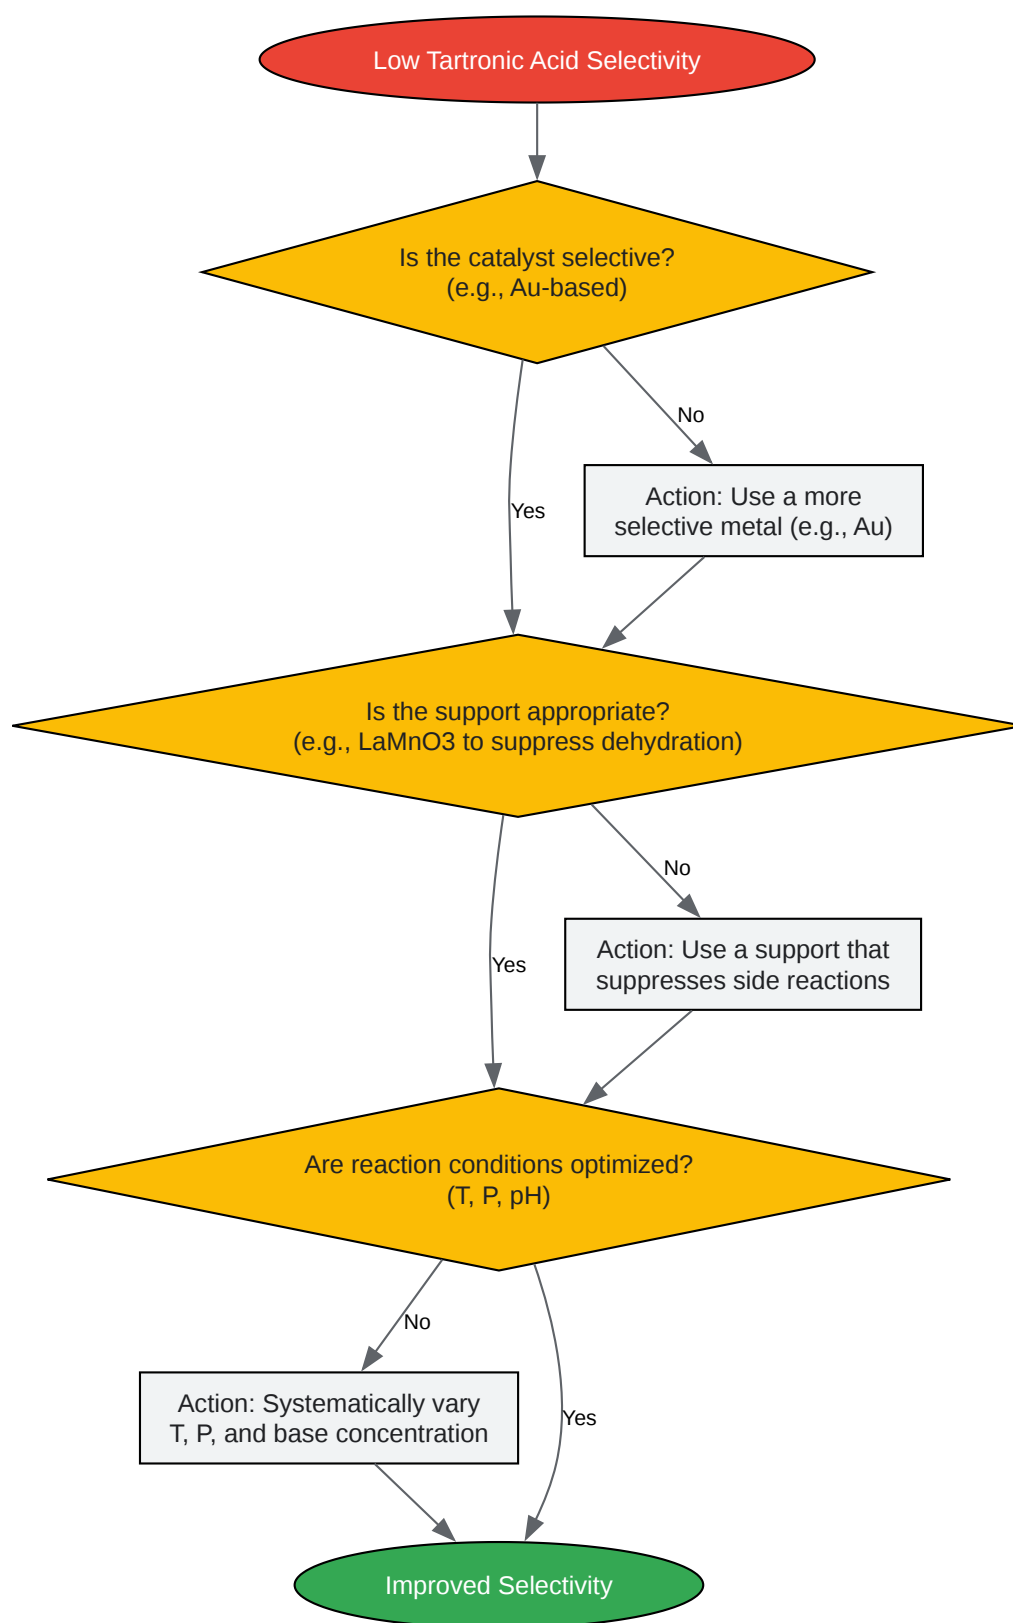 Low Tartronic Acid Selectivity
Is the catalyst selective?
(e.g., Au-based)
No
Action: Use a more
selective metal (e.g., Au)
Yes
Is the support appropriate?
(e.g., LaMnO3 to suppress dehydration)
No
Action: Use a support that
suppresses side reactions
Yes
Are reaction conditions optimized?
(T, P, pH)
No
Action: Systematically vary
T, P, and base concentration
Yes
Improved Selectivity